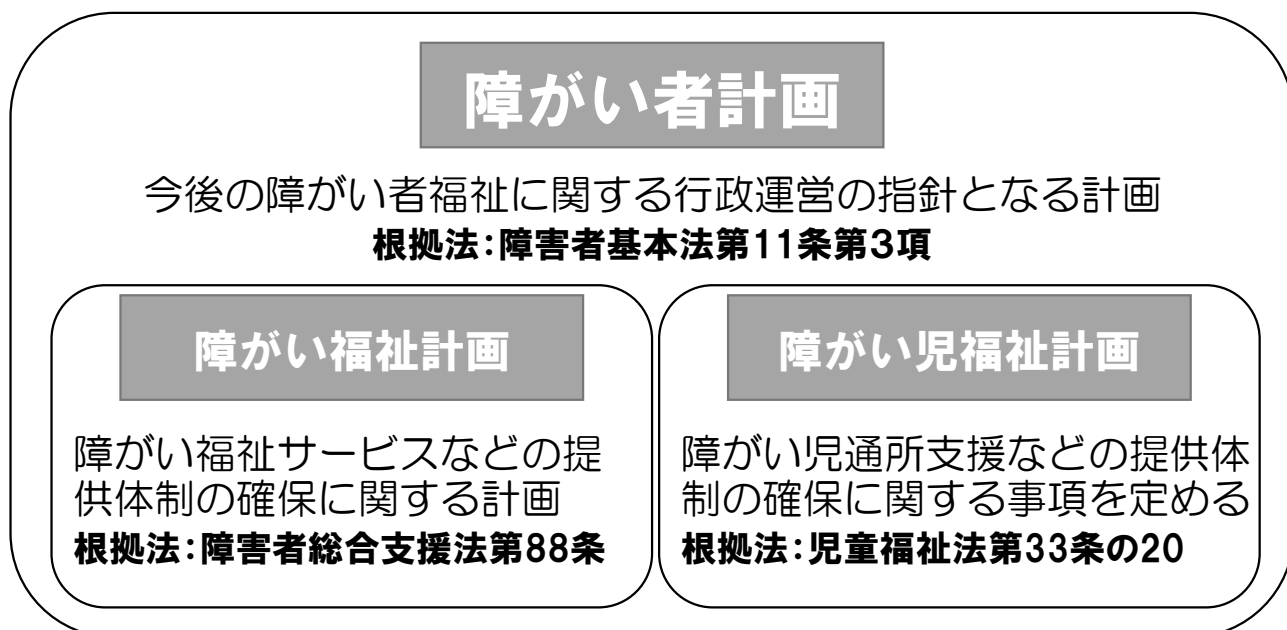 障がい者計画
今後の障がい者福祉に関する行政運営の指針となる計画
根拠法:障害者基本法第11条第3項
障がい福祉計画
障がい福祉サービスなどの提
供体制の確保に関する計画
根拠法:障害者総合支援法第88条
障がい児福祉計画
障がい児通所支援などの提供体
制の確保に関する事項を定める
根拠法:児童福祉法第33条の20